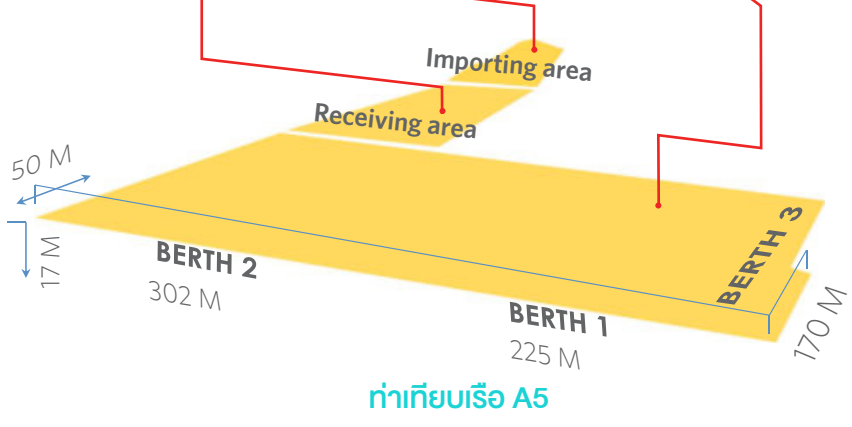 Importing area
Receiving area
50 M
17 M
BERTH 2
302 M
BERTH 1
225 M
BERTH 3
170 M
ท่าเทียบเรือ A5